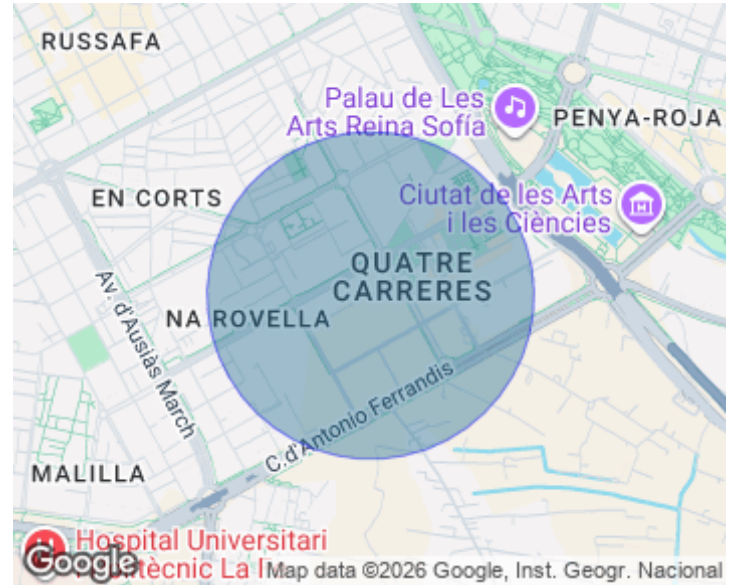 RUSSAFA
Palau de Les
Arts Reina Sofía
PENYA-ROJA
EN CORTS
Ciutat de les Arts
i les Ciències
QUATRE
CARRERES
NA ROVELLA
Av. d'Ausiàs March
C.d'Antonio Ferrandis
MALILLA
Hospital Universitari
La
Google
Map data ©2026 Google, Inst. Geogr. Nacional